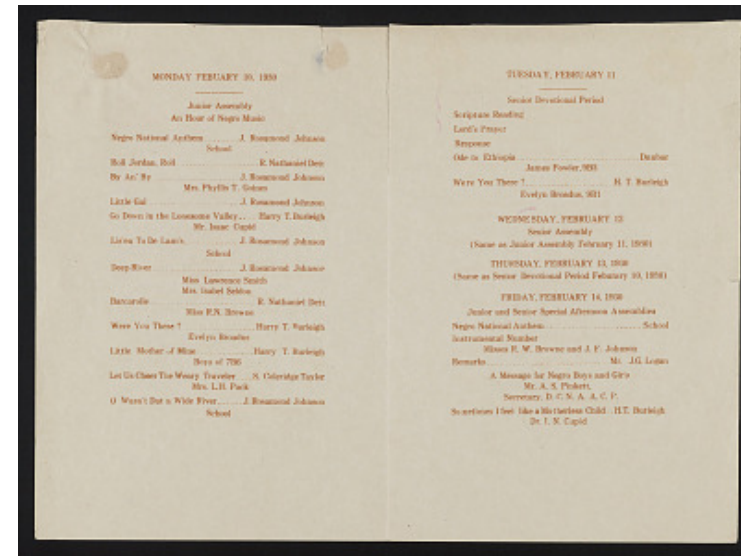 MONDAY FEBUARY 10, 1930
Junior Assembly
An Hour of Negro Music
Negro National Anthem ........ J. Rosamond Johnson
School
Roll Jordan, Roll ........ R. Nathaniel Dett
By An' By ........ J. Rosamond Johnson
Mrs. Phyllis T. Goines
Little Gal ........ J. Rosamond Johnson
Go Down in the Lonesome Valley .. Harry T. Burleigh
Mr. Isaac Cupid
Lis'en To De Lam's ........ J. Rosamond Johnson
School
Deep River ........ J. Rosamond Johnson
Miss Lawrence Smith
Mrs. Isabel Seldon
Barcarolle ........ R. Nathaniel Dett
Miss R.N. Browne
Were You There ? ........ Harry T. Burleigh
Evelyn Broadus
Little Mother of Mine ........ Harry T. Burleigh
Boys of
Let Us Cheer The Weary Traveler ... S. Coleridge Taylor
Mrs. L.H. Pack
O Wasn't Dat a Wide River ........ J. Rosamond Johnson
School
TUESDAY, FEBRUARY 11
Senior Devotional Period
Scripture Reading
Lord's Prayer
Response
Ode to Ethiopia ........ Dunbar
James Fowler,
Were You There ? ........ H. T. Burleigh
Evelyn Broadus,
WEDNESDAY, FEBRUARY 12
Senior Assembly
(Same as Junior Assembly February 11, 1930)
THURSDAY, FEBRUARY 13, 1930
(Same as Senior Devotional Period February 10, 1930)
FRIDAY, FEBRUARY 14, 1930
Junior and Senior Special Afternoon Assemblies
Negro National Anthem ........ School
Instrumental Number
Misses R. W. Browne and J. F. Johnson
Remarks ........ Mr. J.G. Logan
A Message for Negro Boys and Girls
Mr. A. S. Pinkett,
Secretary, D. C. N. A. A. C. P.
Sometimes I feel like a Motherless Child .. H.T. Burleigh
Dr. I. N. Cupid